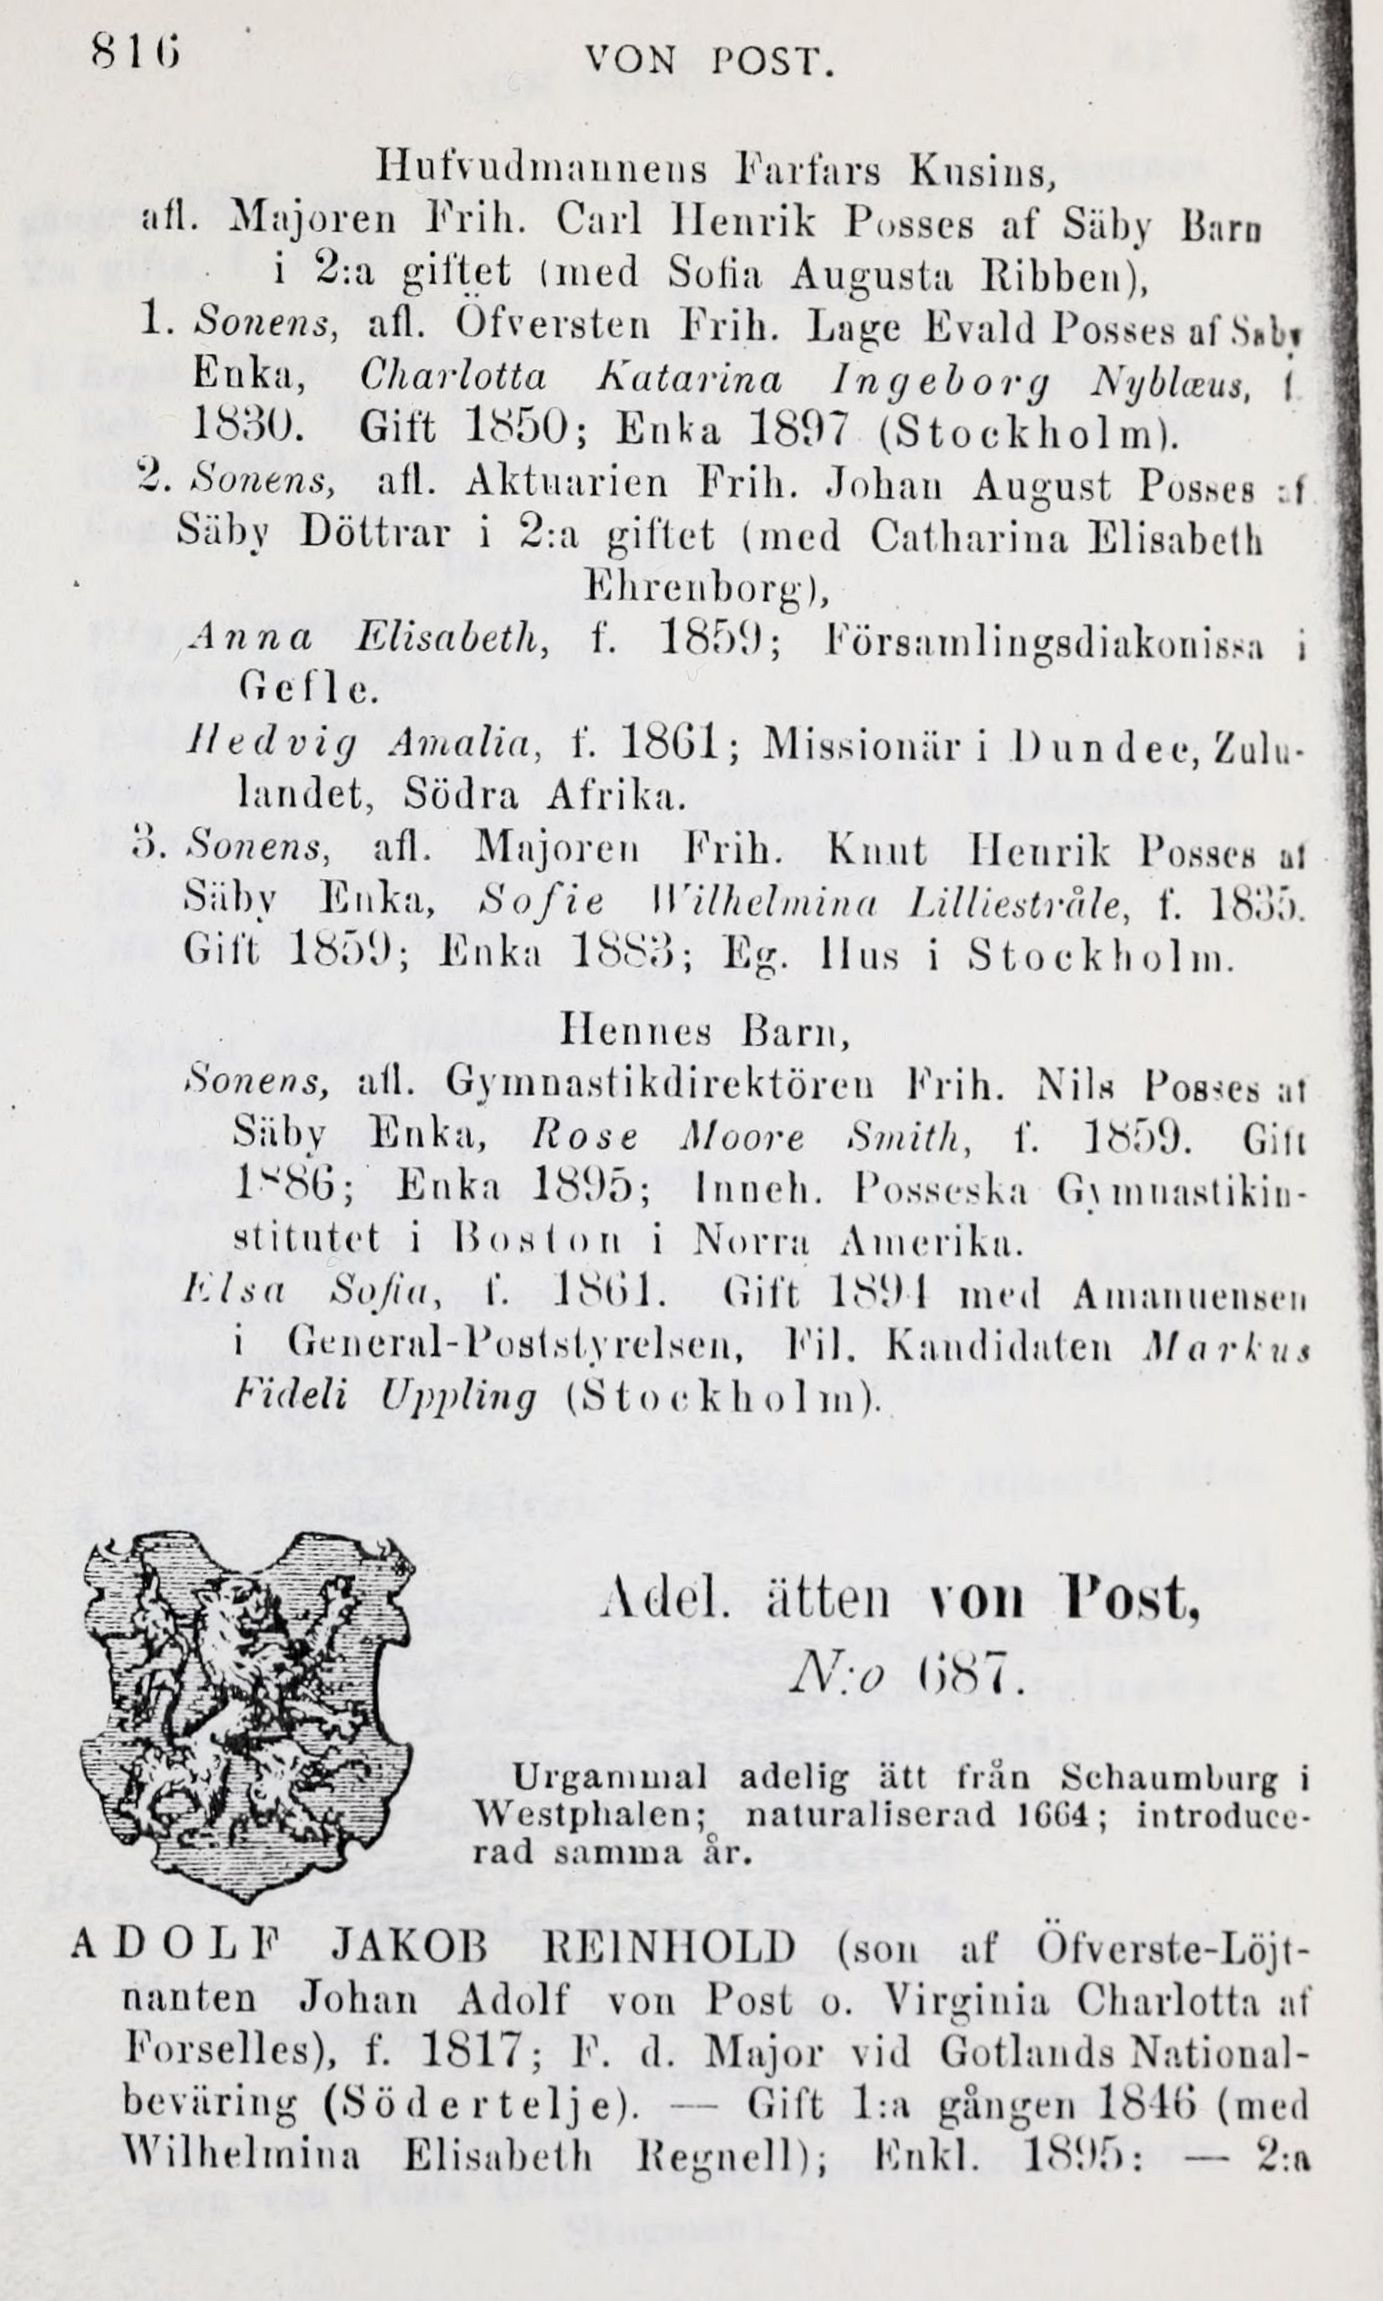 816
VON POST.
Hufvudmannens Farfars Kusins,
afl. Majoren Frih. Carl Henrik Posses af Säby Barn
i 2:a giftet (med Sofia Augusta Ribben),
1. Sonens, afl. Öfversten Frih. Lage Evald Posses af Säby
Enka, Charlotta Katarina Ingeborg Nyblæus, f.
1830. Gift 1850; Enka 1897 (Stockholm).
2. Sonens, afl. Aktuarien Frih. Johan August Posses af
Säby Döttrar i 2:a giftet (med Catharina Elisabeth
Ehrenborg),
Anna Elisabeth, f. 1859; Församlingsdiakonissa i
Gefle.
Hedvig Amalia, f. 1861; Missionär i Dundee, Zulu-
landet, Södra Afrika.
3. Sonens, afl. Majoren Frih. Knut Henrik Posses af
Säby Enka, Sofie Wilhelmina Lilliestråle, f. 1835.
Gift 1859; Enka 1883; Eg. Hus i Stockholm.
Hennes Barn,
Sonens, afl. Gymnastikdirektören Frih. Nils Posses af
Säby Enka, Rose Moore Smith, f. 1859. Gift
1886; Enka 1895; Inneh. Posseska Gymnastikin-
stitutet i Boston i Norra Amerika.
Elsa Sofia, f. 1861. Gift 1894 med Amanuensen
i General-Poststyrelsen, Fil. Kandidaten Markus
Fideli Uppling (Stockholm).
Adel. ätten von Post,
N:o 687.
Urgammal adelig ätt från Schaumburg i
Westphalen; naturaliserad 1664; introduce-
rad samma år.
ADOLF JAKOB REINHOLD (son af Öfverste-Löjt-
nanten Johan Adolf von Post o. Virginia Charlotta af
Forselles), f. 1817; F. d. Major vid Gotlands National-
beväring (Södertelje). — Gift 1:a gången 1846 (med
Wilhelmina Elisabeth Regnell); Enkl. 1895: — 2:a